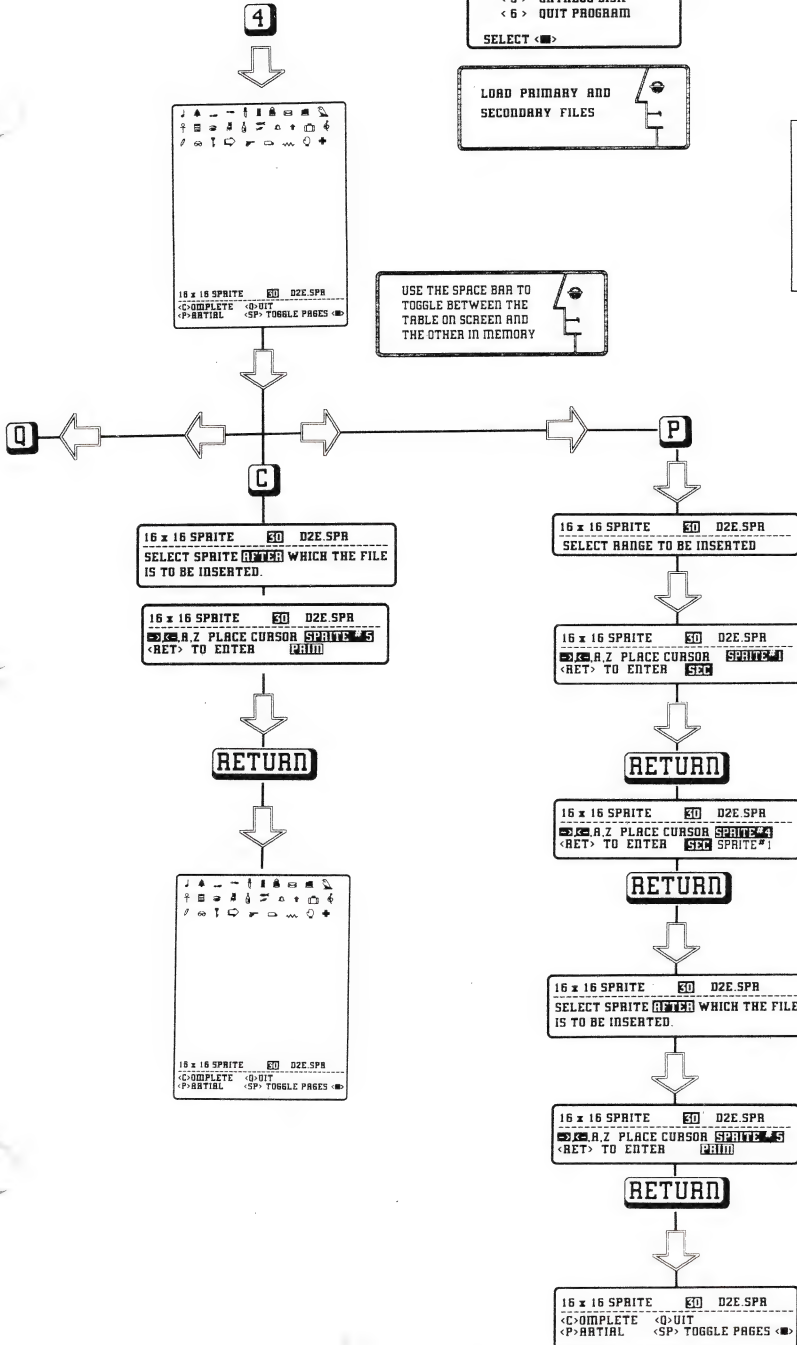 4
< 6 > QUIT PROGRAM
SELECT < >
LOAD PRIMARY AND
SECONDARY FILES
16 x 16 SPRITE 30 D2E.SPR
<C>OMPLETE <Q>UIT
<P>ARTIAL <SP> TOGGLE PAGES < >
USE THE SPACE BAR TO
TOGGLE BETWEEN THE
TABLE ON SCREEN AND
THE OTHER IN MEMORY
Q
P
C
16 x 16 SPRITE 30 D2E.SPR
SELECT SPRITE AFTER WHICH THE FILE
IS TO BE INSERTED.
16 x 16 SPRITE 30 D2E.SPR
->,<-,A,Z PLACE CURSOR SPRITE # 5
<RET> TO ENTER PRIM
RETURN
16 x 16 SPRITE 30 D2E.SPR
<C>OMPLETE <Q>UIT
<P>ARTIAL <SP> TOGGLE PAGES < >
16 x 16 SPRITE 30 D2E.SPR
SELECT RANGE TO BE INSERTED
16 x 16 SPRITE 30 D2E.SPR
->,<-,A,Z PLACE CURSOR SPRITE#1
<RET> TO ENTER SEC
RETURN
16 x 16 SPRITE 30 D2E.SPR
->,<-,A,Z PLACE CURSOR SPRITE#4
<RET> TO ENTER SEC SPRITE#1
RETURN
16 x 16 SPRITE 30 D2E.SPR
SELECT SPRITE AFTER WHICH THE FILE
IS TO BE INSERTED.
16 x 16 SPRITE 30 D2E.SPR
->,<-,A,Z PLACE CURSOR SPRITE # 5
<RET> TO ENTER PRIM
RETURN
16 x 16 SPRITE 30 D2E.SPR
<C>OMPLETE <Q>UIT
<P>ARTIAL <SP> TOGGLE PAGES < >